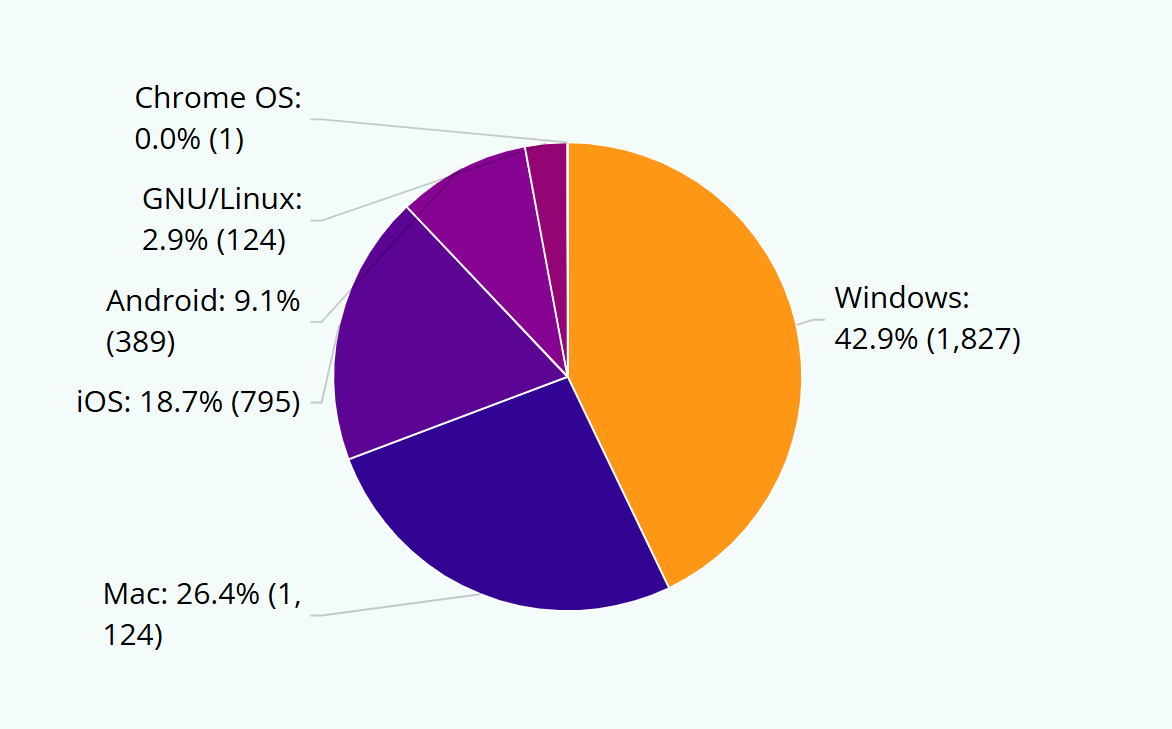 Chrome OS:
0.0% (1)
GNU/Linux:
2.9% (124)
Android: 9.1%
(389)
iOS: 18.7% (795)
Mac: 26.4% (1,
124)
Windows:
42.9% (1,827)